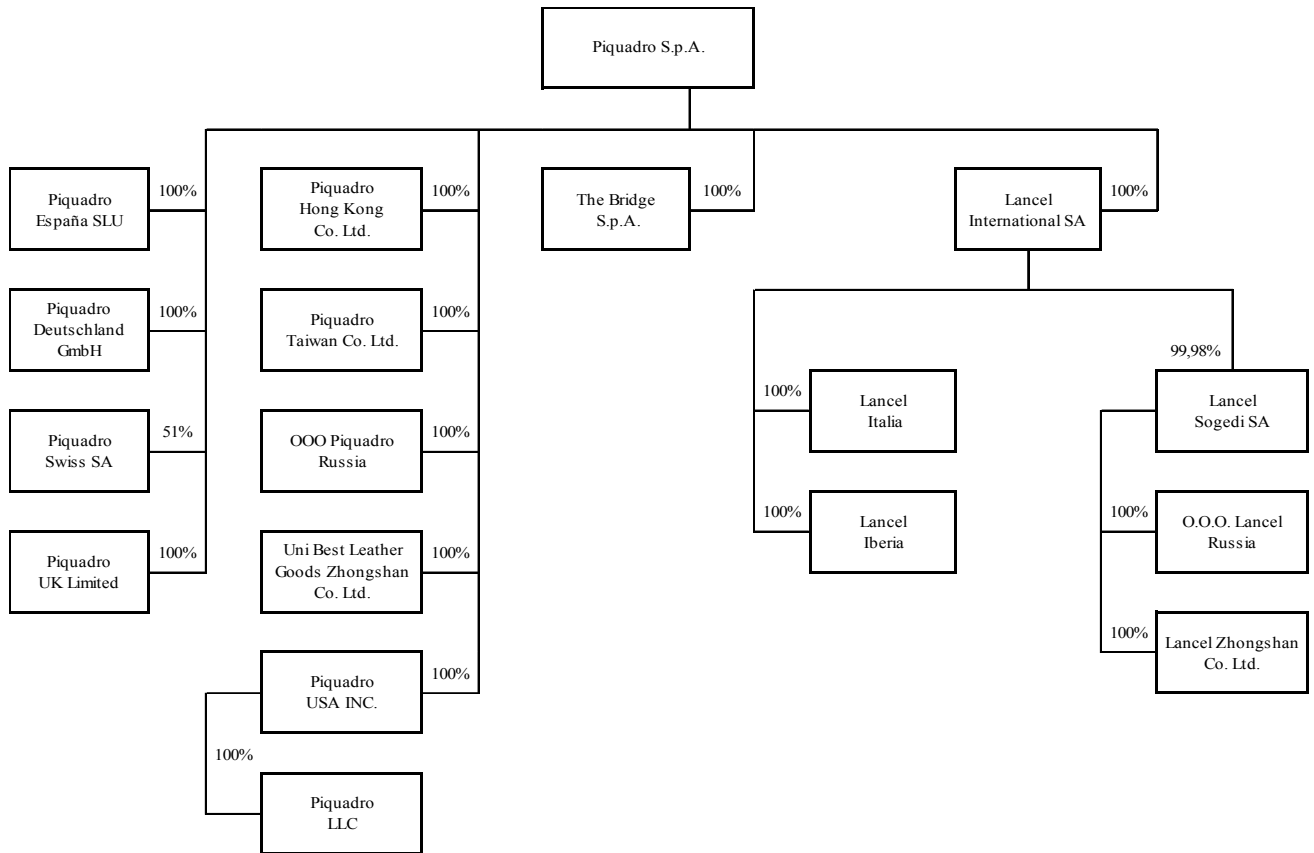 Piquadro S.p.A.
Piquadro
España SLU
100%
Piquadro
Hong Kong
Co. Ltd.
100%
The Bridge
S.p.A.
100%
Lancel
International SA
100%
Piquadro
Deutschland
GmbH
100%
Piquadro
Taiwan Co. Ltd.
100%
99,98%
Piquadro
Swiss SA
51%
OOO Piquadro
Russia
100%
100%
Lancel
Italia
Lancel
Sogedi SA
Piquadro
UK Limited
100%
Uni Best Leather
Goods Zhongshan
Co. Ltd.
100%
100%
Lancel
Iberia
100%
O.O.O. Lancel
Russia
Piquadro
USA INC.
100%
100%
Lancel Zhongshan
Co. Ltd.
100%
Piquadro
LLC